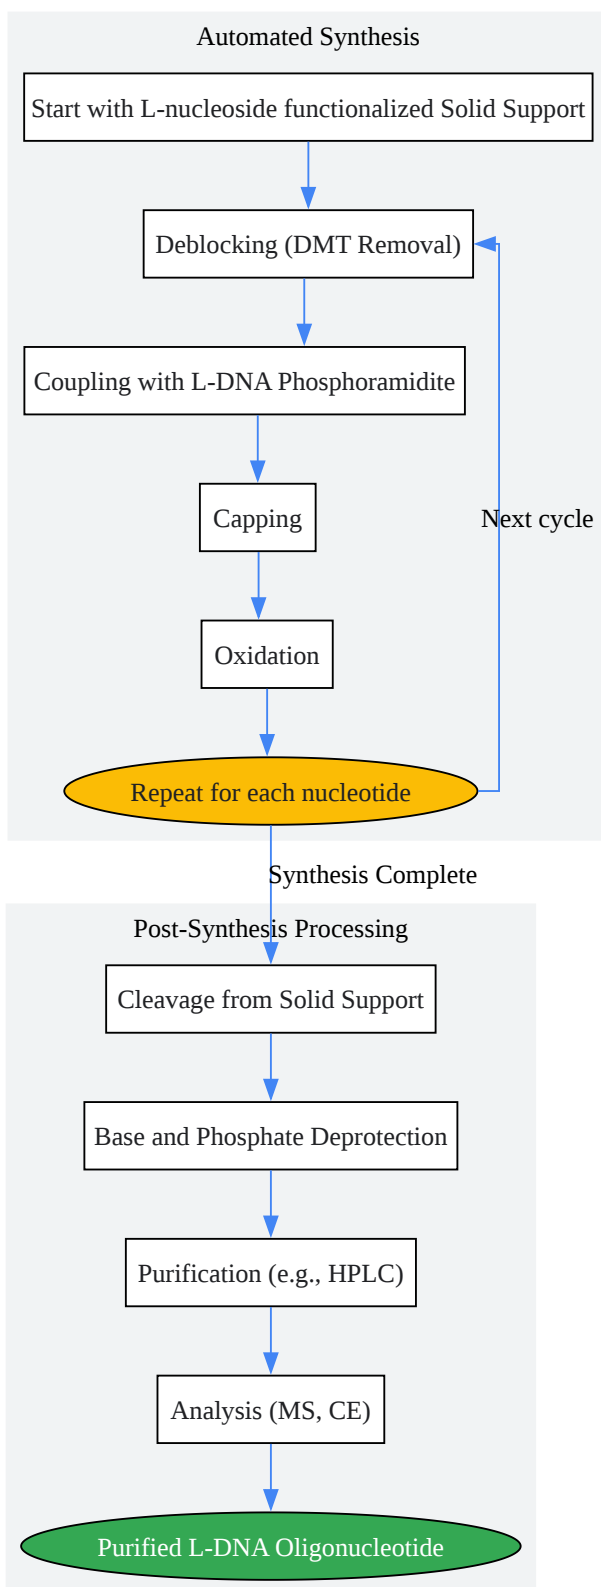 Automated Synthesis
Start with L-nucleoside functionalized Solid Support
Deblocking (DMT Removal)
Coupling with L-DNA Phosphoramidite
Capping
Next cycle
Oxidation
Repeat for each nucleotide
Synthesis Complete
Post-Synthesis Processing
Cleavage from Solid Support
Base and Phosphate Deprotection
Purification (e.g., HPLC)
Analysis (MS, CE)
Purified L-DNA Oligonucleotide